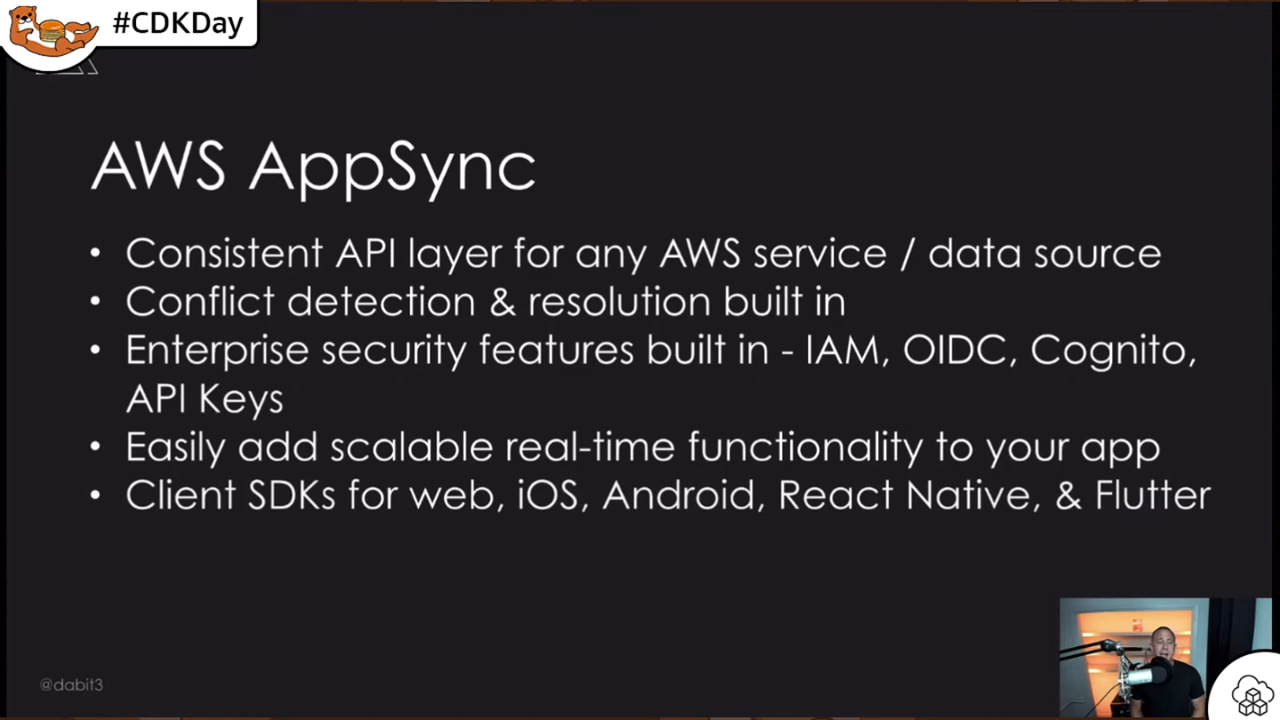 #CDKDay
AWS AppSync
• Consistent API layer for any AWS service / data source
• Conflict detection & resolution built in
• Enterprise security features built in - IAM, OIDC, Cognito,
API Keys
• Easily add scalable real-time functionality to your app
• Client SDKs for web, iOS, Android, React Native, & Flutter
@dabit3